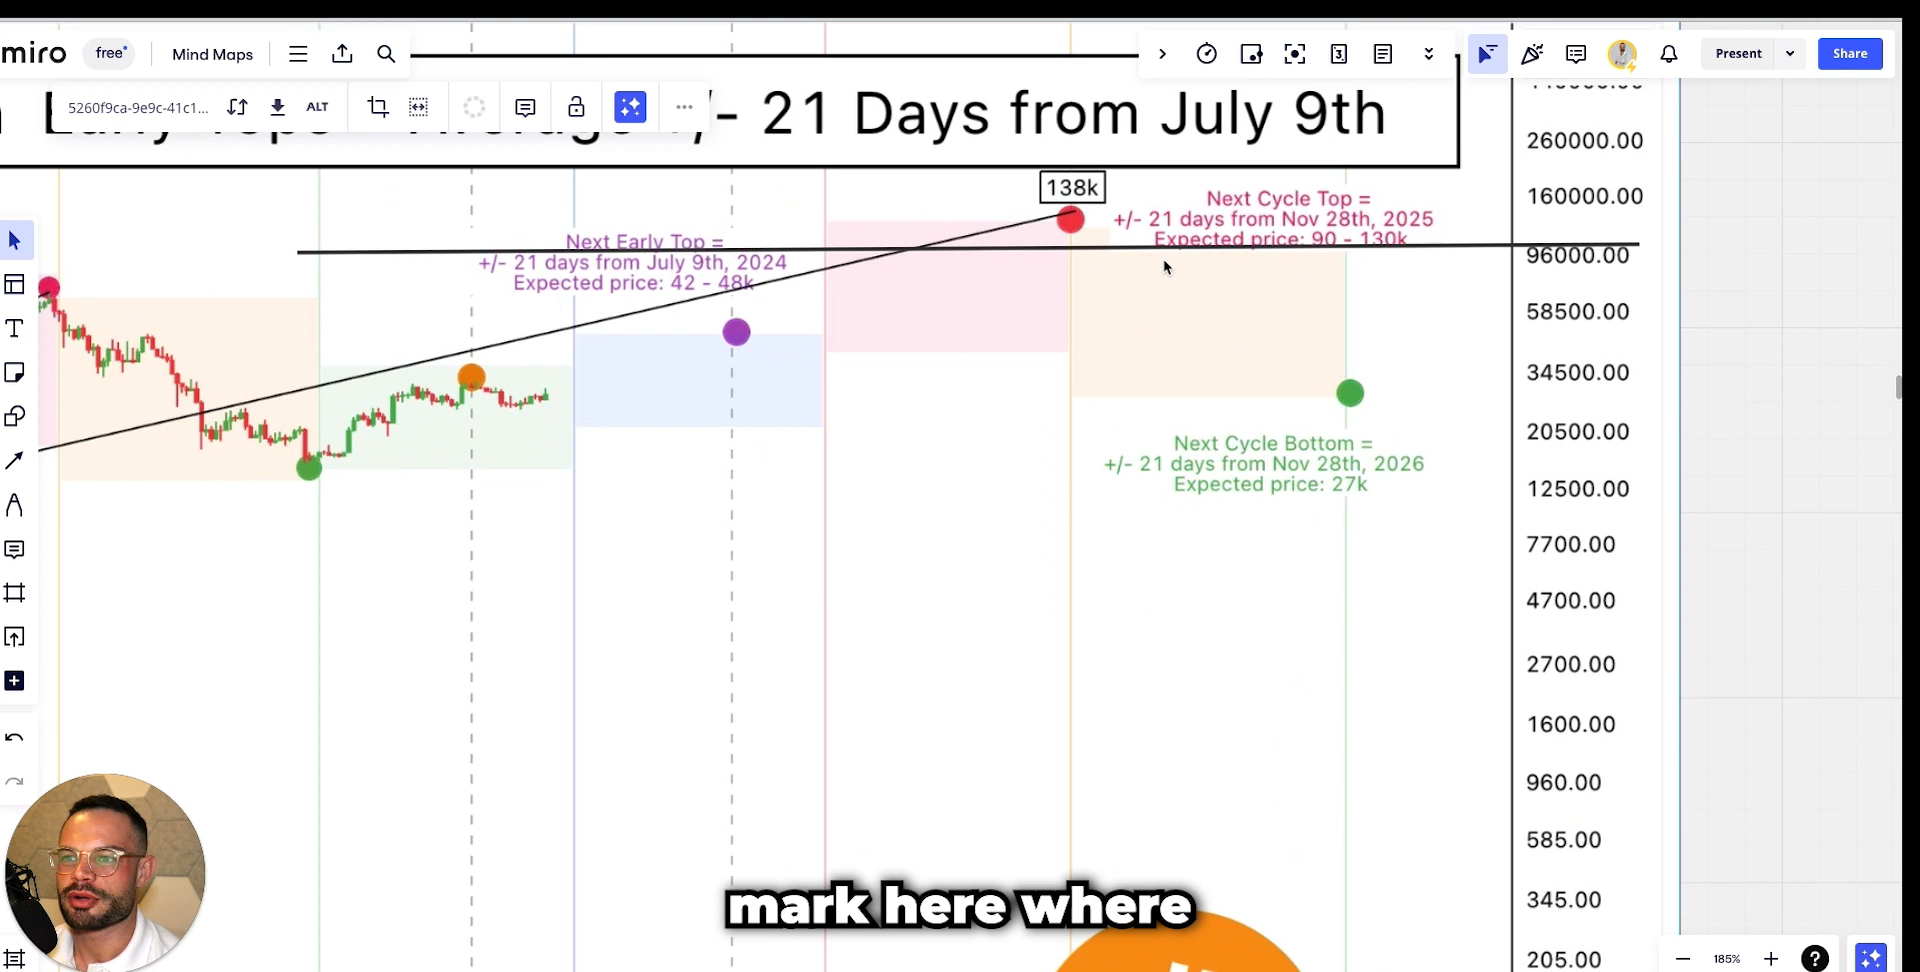 miro
free
Mind Maps
3
Present
Share
5260f9ca-9e9c-41c1...
ALT
Early Tops
Average +/- 21 Days from July 9th
260000.00
160000.00
96000.00
58500.00
34500.00
20500.00
12500.00
7700.00
4700.00
2700.00
1600.00
960.00
585.00
345.00
205.00
138k
Next Cycle Top =
+/- 21 days from Nov 28th, 2025
Expected price: 90 - 130k
Next Early Top =
+/- 21 days from July 9th, 2024
Expected price: 42 - 48k
Next Cycle Bottom =
+/- 21 days from Nov 28th, 2026
Expected price: 27k
mark here where
185%